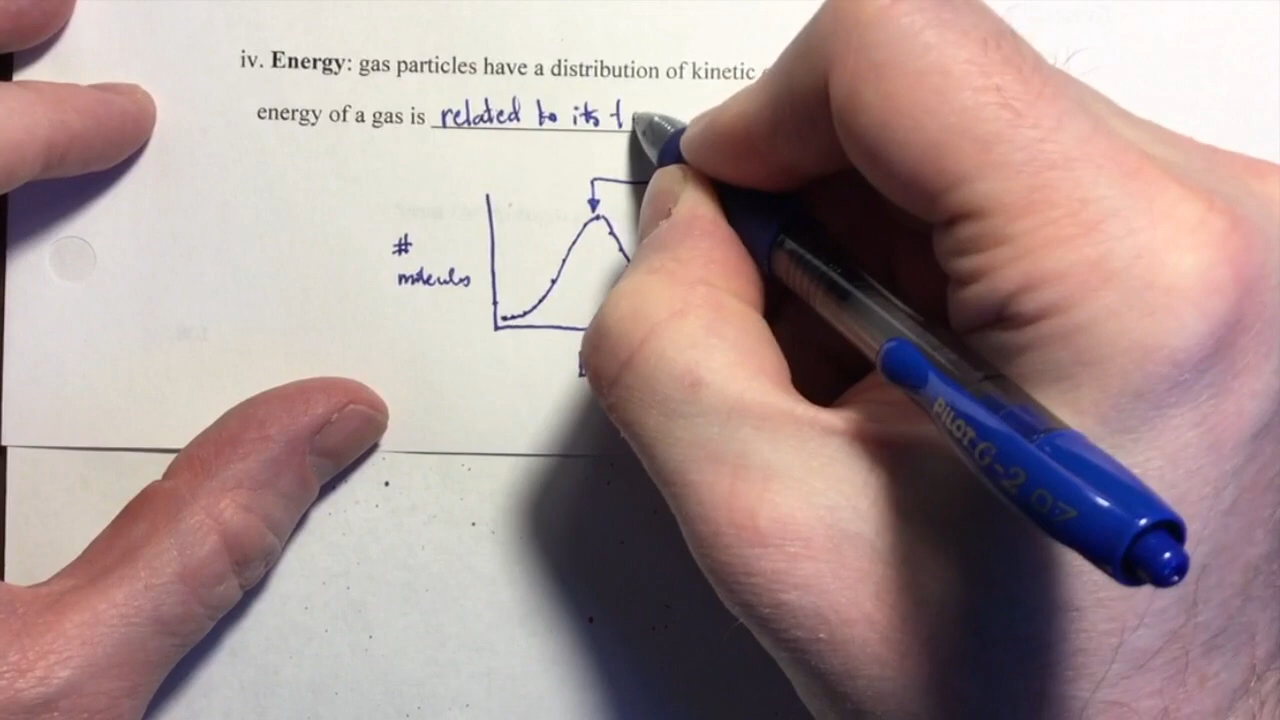 iv. Energy: gas particles have a distribution of kinetic
energy of a gas is related to its t
#
molecules
PILOT G-2 07